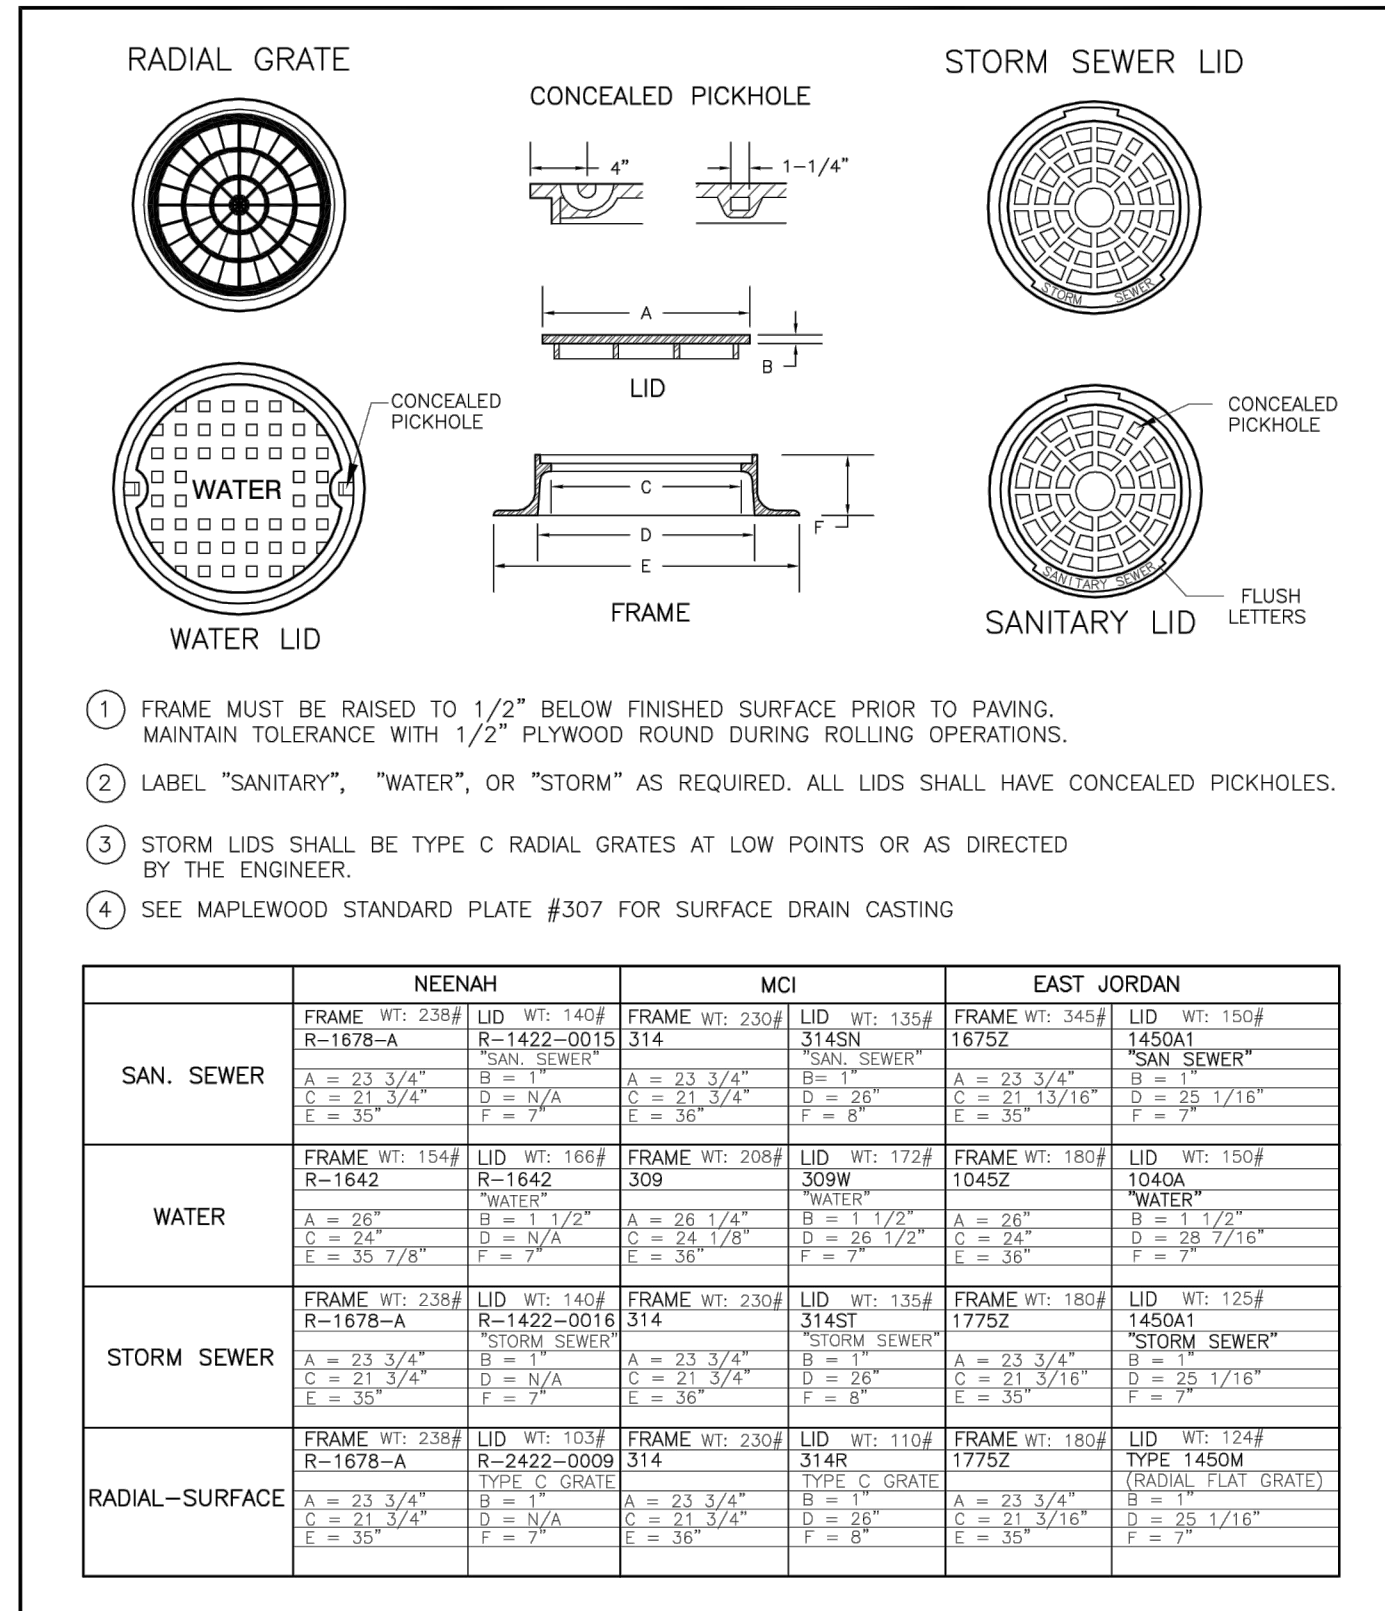 RADIAL GRATE
CONCEALED PICKHOLE
STORM SEWER LID
4"
1-1/4"
STORM SEWER
A
B
LID
CONCEALED
PICKHOLE
WATER
WATER LID
C
D
E
F
FRAME
CONCEALED
PICKHOLE
SANITARY SEWER
FLUSH
LETTERS
SANITARY LID
1 FRAME MUST BE RAISED TO 1/2" BELOW FINISHED SURFACE PRIOR TO PAVING.
MAINTAIN TOLERANCE WITH 1/2" PLYWOOD ROUND DURING ROLLING OPERATIONS.
2 LABEL "SANITARY", "WATER", OR "STORM" AS REQUIRED. ALL LIDS SHALL HAVE CONCEALED PICKHOLES.
3 STORM LIDS SHALL BE TYPE C RADIAL GRATES AT LOW POINTS OR AS DIRECTED
BY THE ENGINEER.
4 SEE MAPLEWOOD STANDARD PLATE #307 FOR SURFACE DRAIN CASTING
NEENAH MCI EAST JORDAN
SAN. SEWER
FRAME WT: 238# LID WT: 140# FRAME WT: 230# LID WT: 135# FRAME WT: 345# LID WT: 150#
R-1678-A R-1422-0015 314 314SN 1675Z 1450A1
"SAN. SEWER" "SAN. SEWER" "SAN SEWER"
A = 23 3/4" B = 1" A = 23 3/4" B= 1" A = 23 3/4" B = 1"
C = 21 3/4" D = N/A C = 21 3/4" D = 26" C = 21 13/16" D = 25 1/16"
E = 35" F = 7" E = 36" F = 8" E = 35" F = 7"
WATER
FRAME WT: 154# LID WT: 166# FRAME WT: 208# LID WT: 172# FRAME WT: 180# LID WT: 150#
R-1642 R-1642 309 309W 1045Z 1040A
"WATER" "WATER" "WATER"
A = 26" B = 1 1/2" A = 26 1/4" B = 1 1/2" A = 26" B = 1 1/2"
C = 24" D = N/A C = 24 1/8" D = 26 1/2" C = 24" D = 28 7/16"
E = 35 7/8" F = 7" E = 36" F = 7" E = 36" F = 7"
STORM SEWER
FRAME WT: 238# LID WT: 140# FRAME WT: 230# LID WT: 135# FRAME WT: 180# LID WT: 125#
R-1678-A R-1422-0016 314 314ST 1775Z 1450A1
"STORM SEWER" "STORM SEWER" "STORM SEWER"
A = 23 3/4" B = 1" A = 23 3/4" B = 1" A = 23 3/4" B = 1"
C = 21 3/4" D = N/A C = 21 3/4" D = 26" C = 21 3/16" D = 25 1/16"
E = 35" F = 7" E = 36" F = 8" E = 35" F = 7"
RADIAL-SURFACE
FRAME WT: 238# LID WT: 103# FRAME WT: 230# LID WT: 110# FRAME WT: 180# LID WT: 124#
R-1678-A R-2422-0009 314 314R 1775Z TYPE 1450M
TYPE C GRATE TYPE C GRATE (RADIAL FLAT GRATE)
A = 23 3/4" B = 1" A = 23 3/4" B = 1" A = 23 3/4" B = 1"
C = 21 3/4" D = N/A C = 21 3/4" D = 26" C = 21 3/16" D = 25 1/16"
E = 35" F = 7" E = 36" F = 8" E = 35" F = 7"